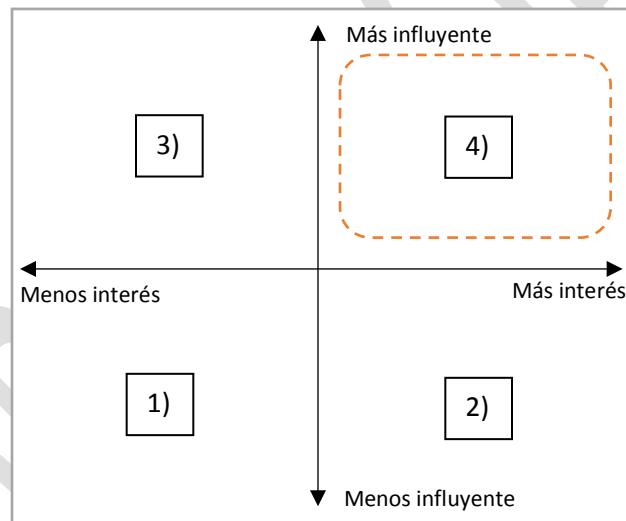 Más influyente
3)
4)
Menos interés
Más interés
1)
2)
Menos influyente